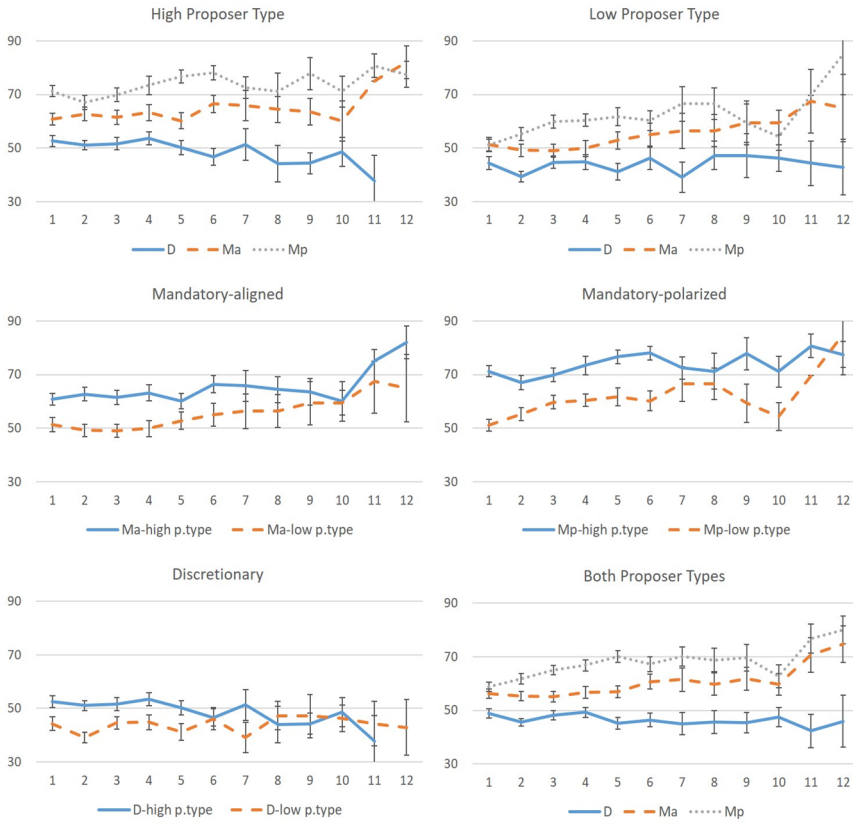 High Proposer Type
90
70
50
30
1 2 3 4 5 6 7 8 9 10 11 12
D Ma Mp
Low Proposer Type
90
70
50
30
1 2 3 4 5 6 7 8 9 10 11 12
D Ma Mp
Mandatory-aligned
90
70
50
30
1 2 3 4 5 6 7 8 9 10 11 12
Ma-high p.type Ma-low p.type
Mandatory-polarized
90
70
50
30
1 2 3 4 5 6 7 8 9 10 11 12
Mp-high p.type Mp-low p.type
Discretionary
90
70
50
30
1 2 3 4 5 6 7 8 9 10 11 12
D-high p.type D-low p.type
Both Proposer Types
90
70
50
30
1 2 3 4 5 6 7 8 9 10 11 12
D Ma Mp